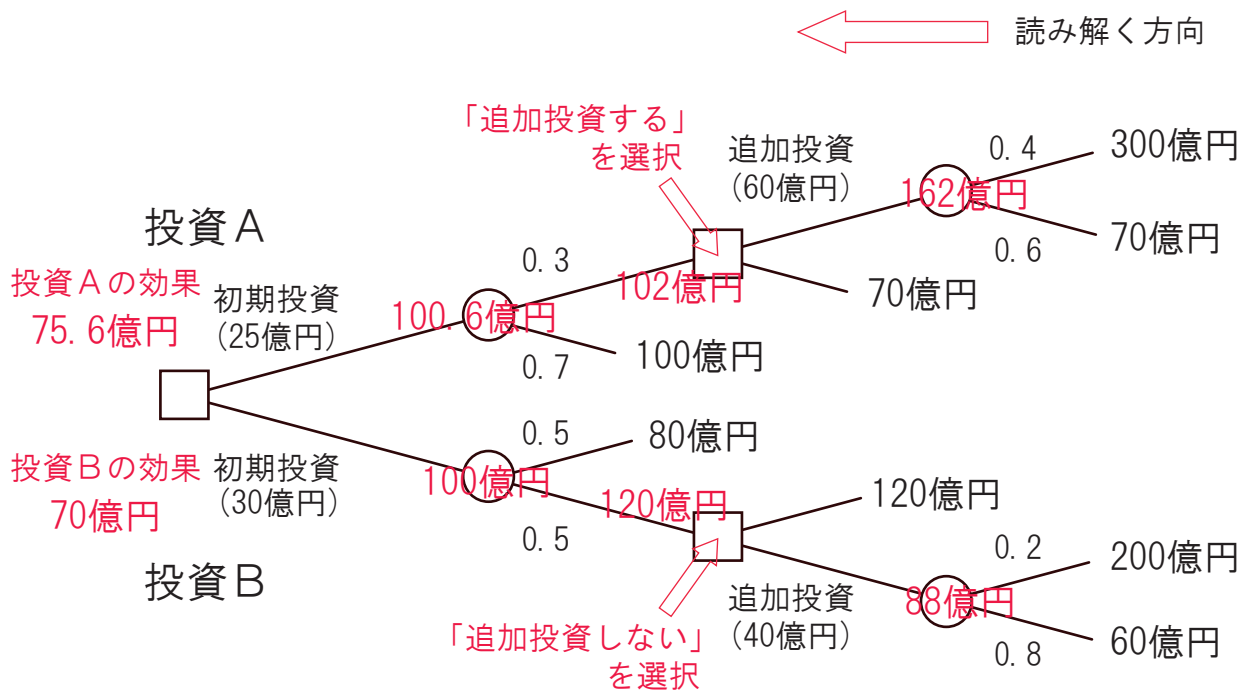 読み解く方向
「追加投資する」
を選択
追加投資
(60億円)
0.4
300億円
162億円
0.6
70億円
投資A
投資Aの効果
75.6億円
初期投資
(25億円)
100.6億円
0.3
102億円
70億円
0.7
100億円
投資Bの効果
70億円
初期投資
(30億円)
投資B
100億円
0.5
80億円
0.5
120億円
120億円
「追加投資しない」
を選択
追加投資
(40億円)
88億円
0.2
200億円
0.8
60億円